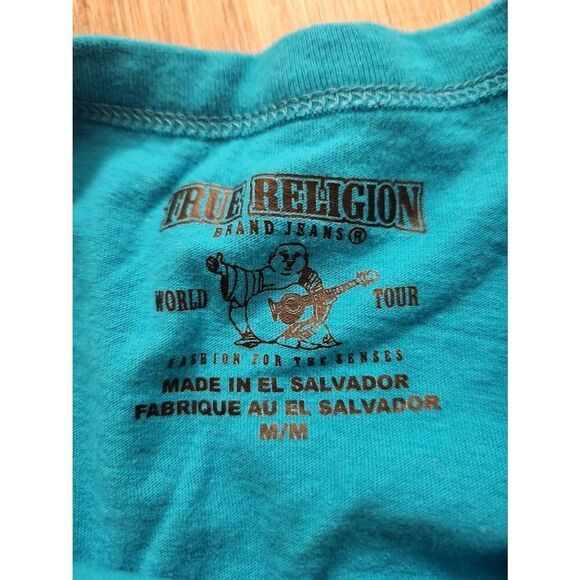 TRUE RELIGION
BRAND JEANS®
WORLD TOUR
FASHION FOR THE SENSES
MADE IN EL SALVADOR
FABRIQUE AU EL SALVADOR
M/M